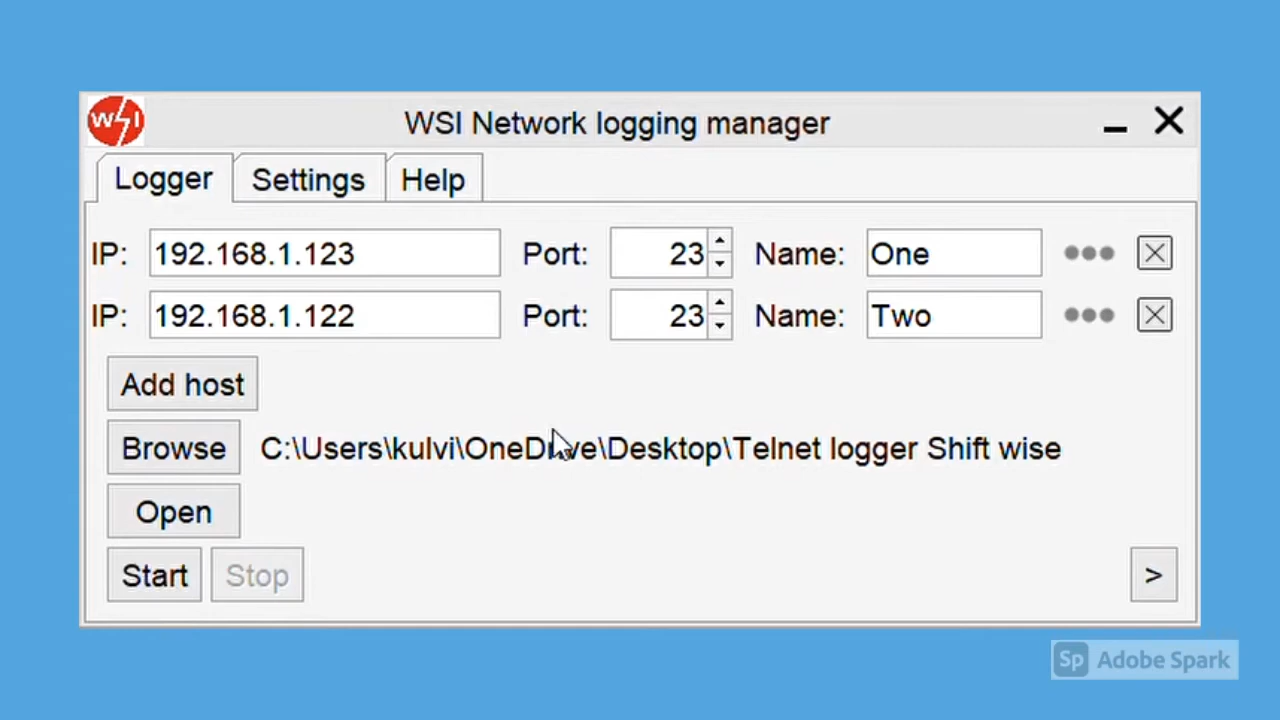 WSI WSI Network logging manager
Logger Settings Help
IP: 192.168.1.123 Port: 23 Name: One
IP: 192.168.1.122 Port: 23 Name: Two
Add host
Browse C:\Users\kulvi\OneDrive\Desktop\Telnet logger Shift wise
Open
Start Stop >
Sp Adobe Spark